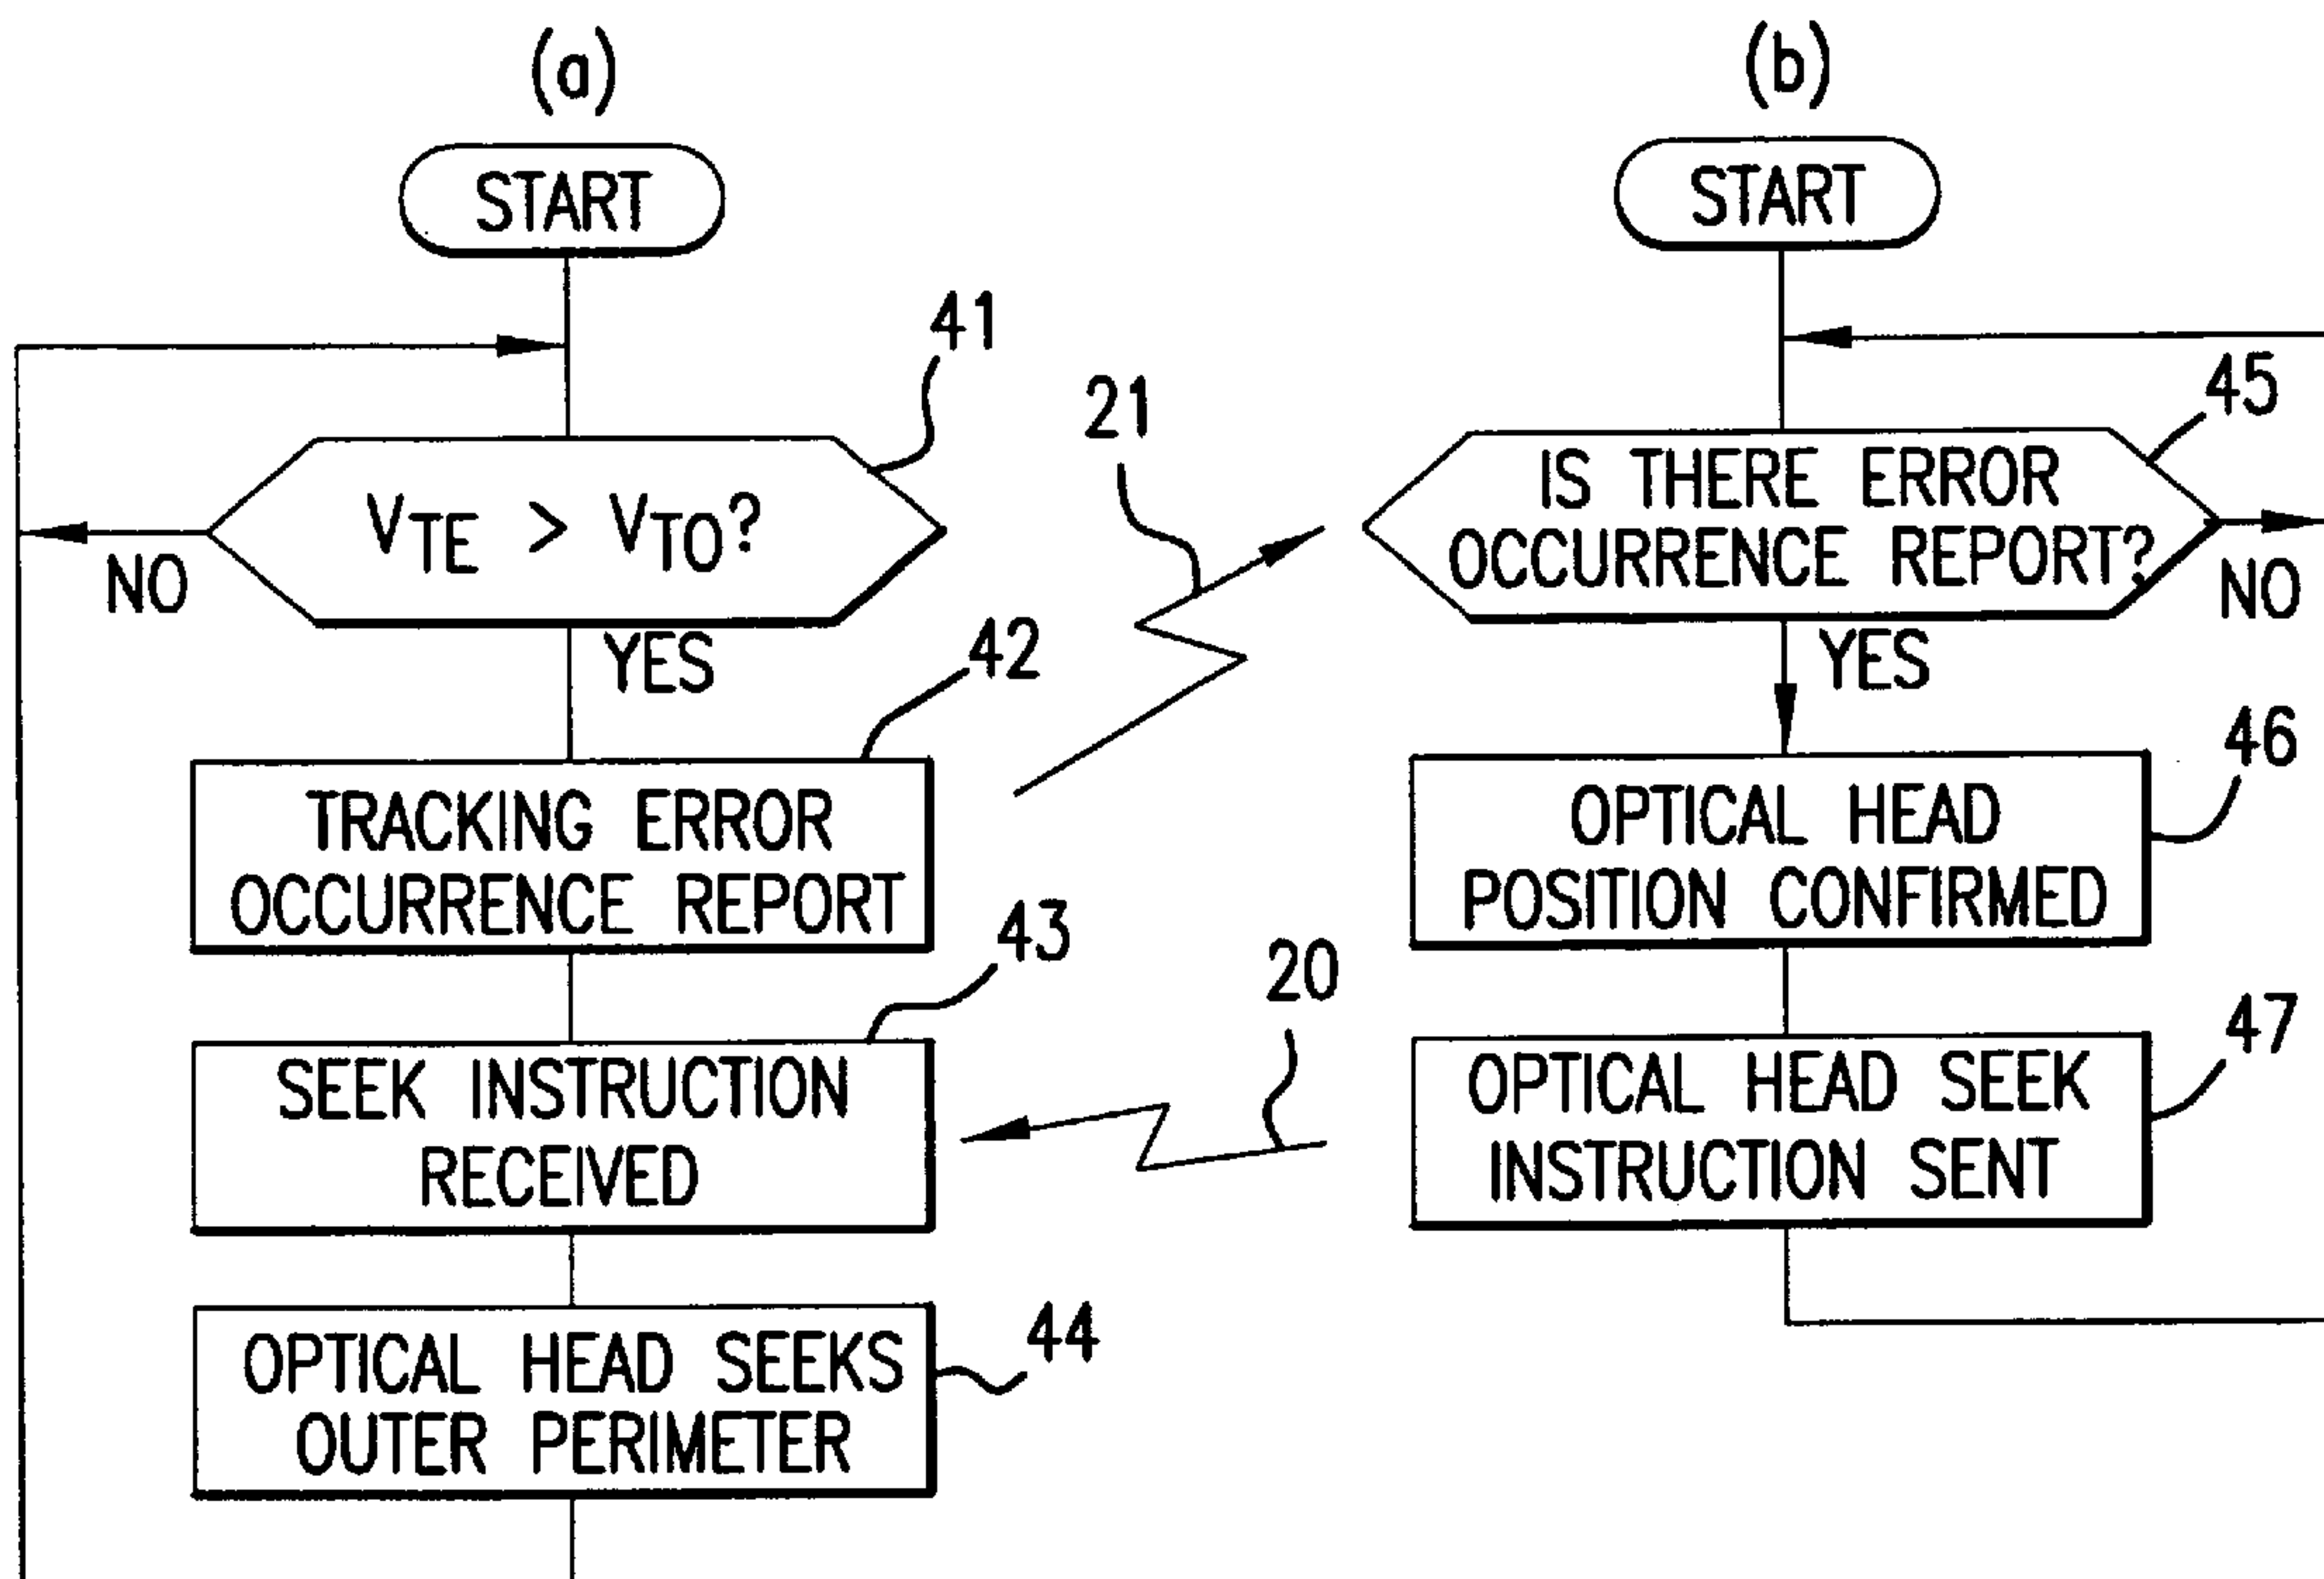 (a)
START
41
V_TE > V_TO?
NO
YES
42
TRACKING ERROR
OCCURRENCE REPORT
43
SEEK INSTRUCTION
RECEIVED
44
OPTICAL HEAD SEEKS
OUTER PERIMETER
21
20
(b)
START
45
IS THERE ERROR
OCCURRENCE REPORT?
NO
YES
46
OPTICAL HEAD
POSITION CONFIRMED
47
OPTICAL HEAD SEEK
INSTRUCTION SENT